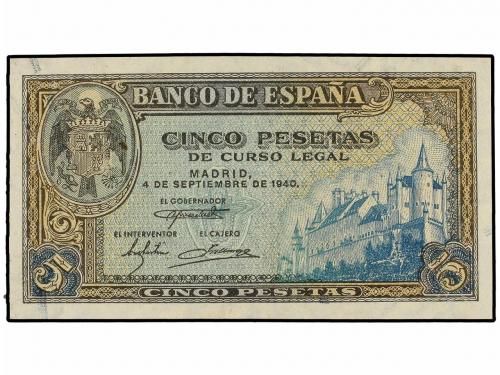 BANCO DE ESPAÑA
CINCO PESETAS
DE CURSO LEGAL
MADRID,
4 DE SEPTIEMBRE DE 1940.
EL GOBERNADOR
EL INTERVENTOR EL CAJERO
5 5
CINCO PESETAS